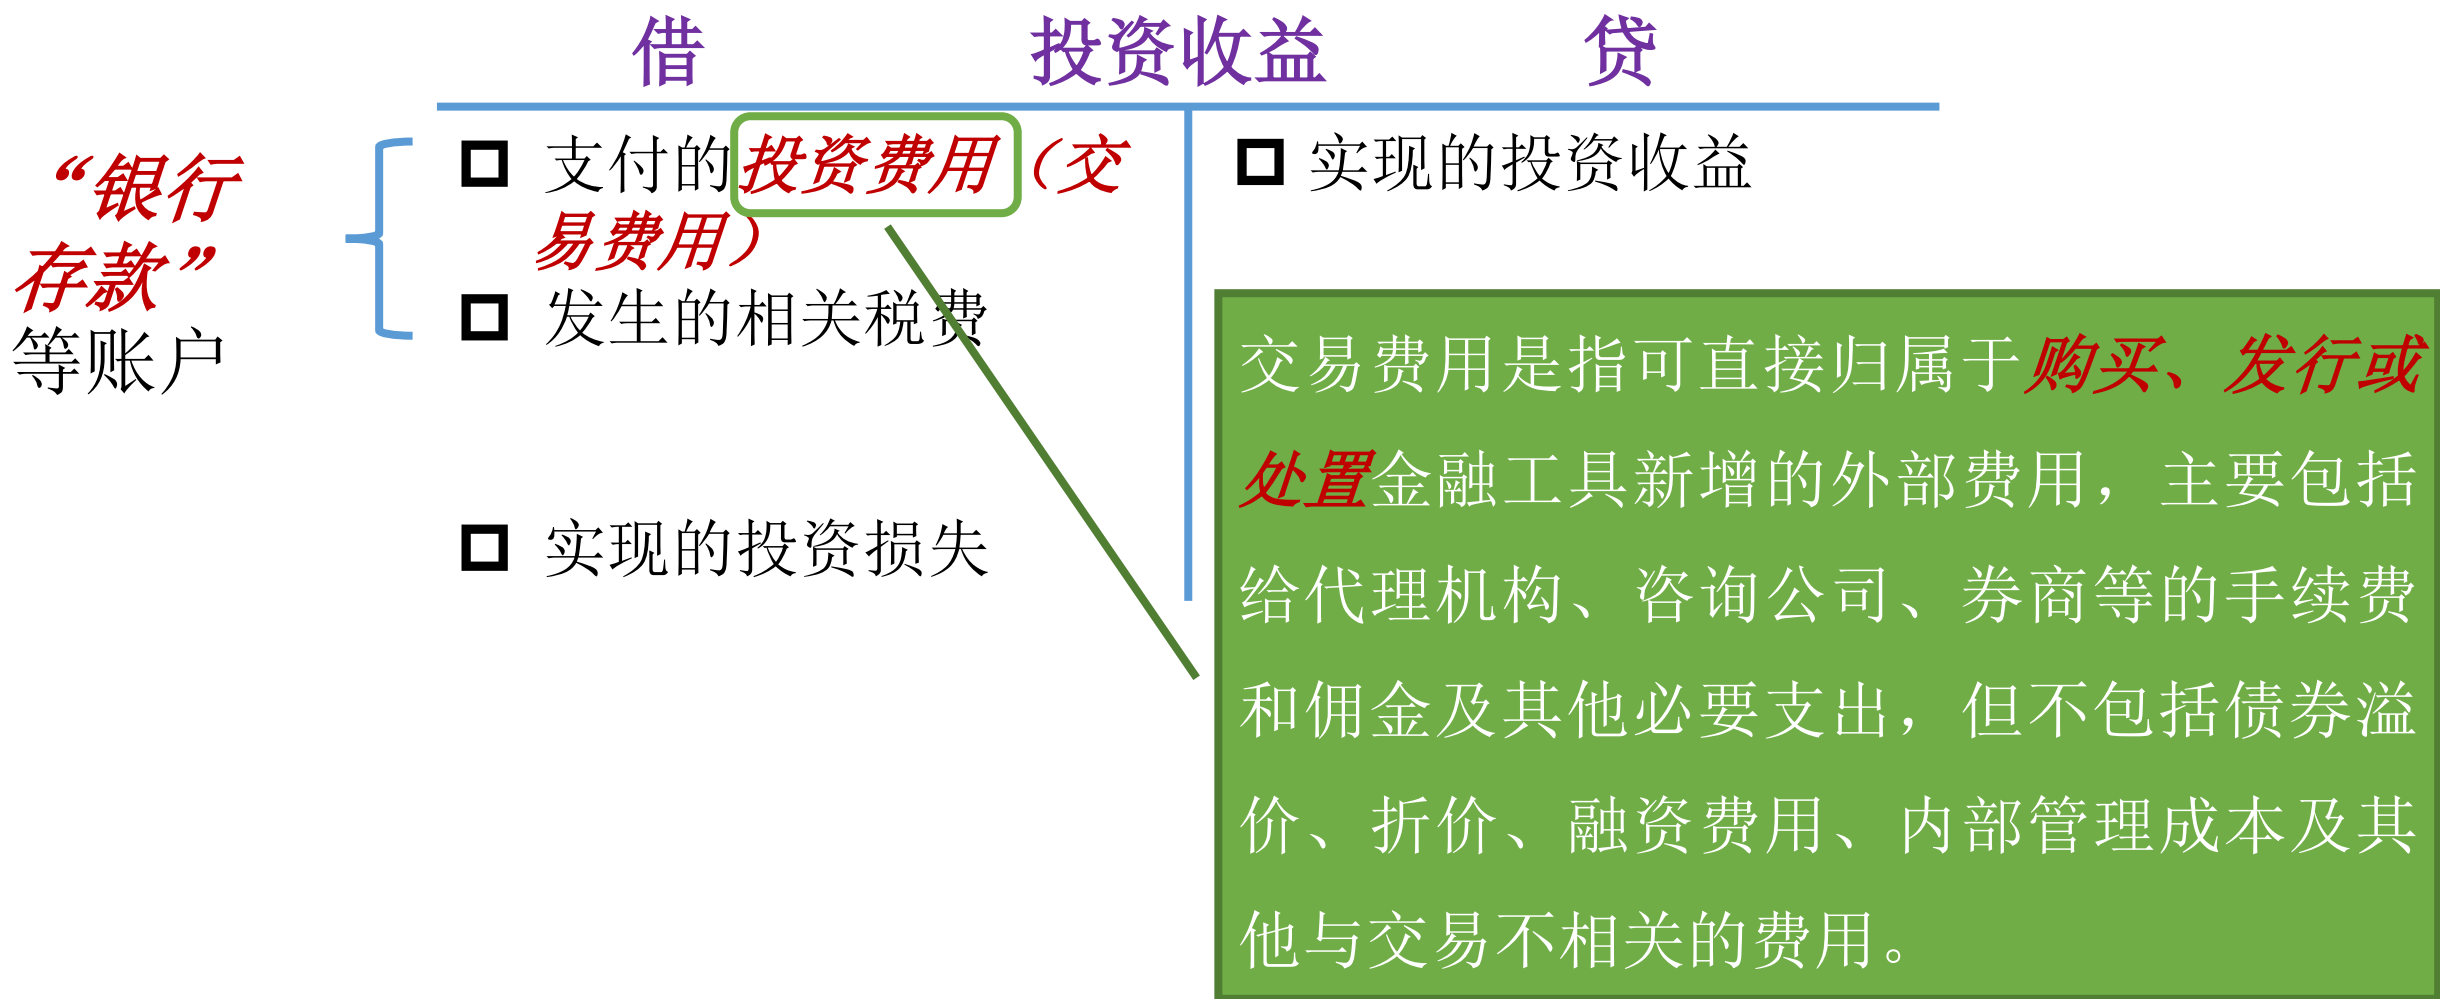 借 投资收益 贷
“银行
存款”
等账户
支付的投资费用（交
易费用）
发生的相关税费
实现的投资损失
实现的投资收益
交易费用是指可直接归属于购买、发行或
处置金融工具新增的外部费用，主要包括
给代理机构、咨询公司、券商等的手续费
和佣金及其他必要支出，但不包括债券溢
价、折价、融资费用、内部管理成本及其
他与交易不相关的费用。